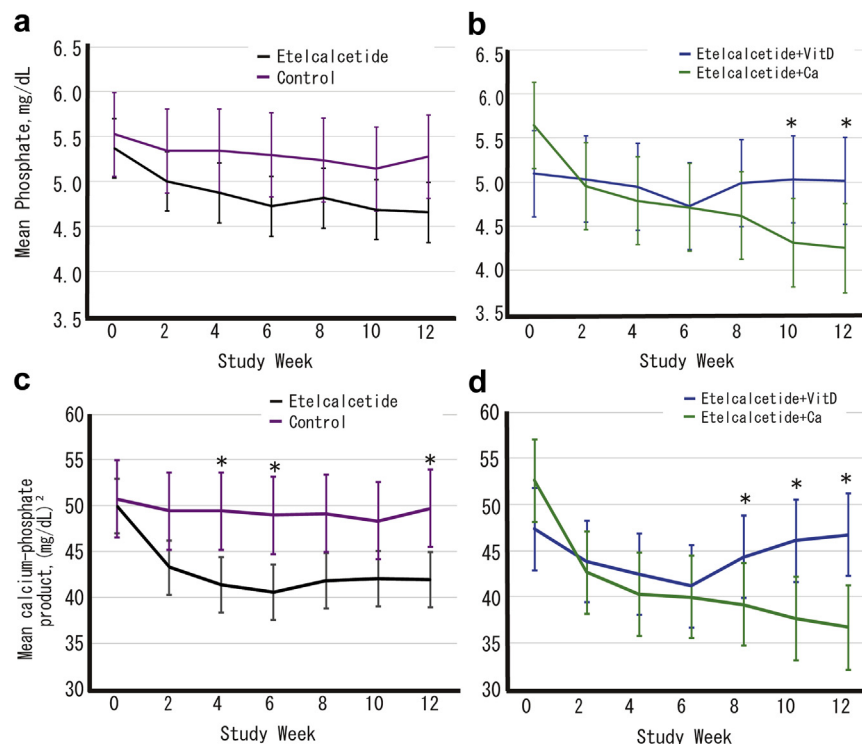 a
Mean Phosphate, mg/dL
6.5
6.0
5.5
5.0
4.5
4.0
3.5
Etelcalcetide
Control
0 2 4 6 8 10 12
Study Week
b
6.5
6.0
5.5
5.0
4.5
4.0
3.5
Etelcalcetide+VitD
Etelcalcetide+Ca
* *
0 2 4 6 8 10 12
Study Week
c
Mean calcium-phosphate
product, (mg/dL) ²
60
55
50
45
40
35
30
Etelcalcetide
Control
* * *
0 2 4 6 8 10 12
Study Week
d
60
55
50
45
40
35
30
Etelcalcetide+VitD
Etelcalcetide+Ca
* * *
0 2 4 6 8 10 12
Study Week